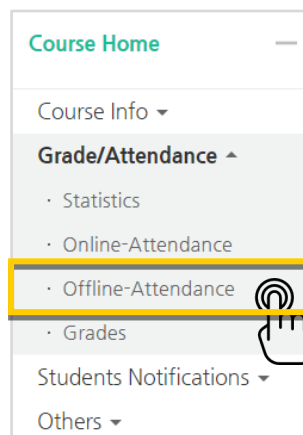 Course Home
Course Info
Grade/Attendance
· Statistics
· Online-Attendance
· Offline-Attendance
· Grades
Students Notifications
Others